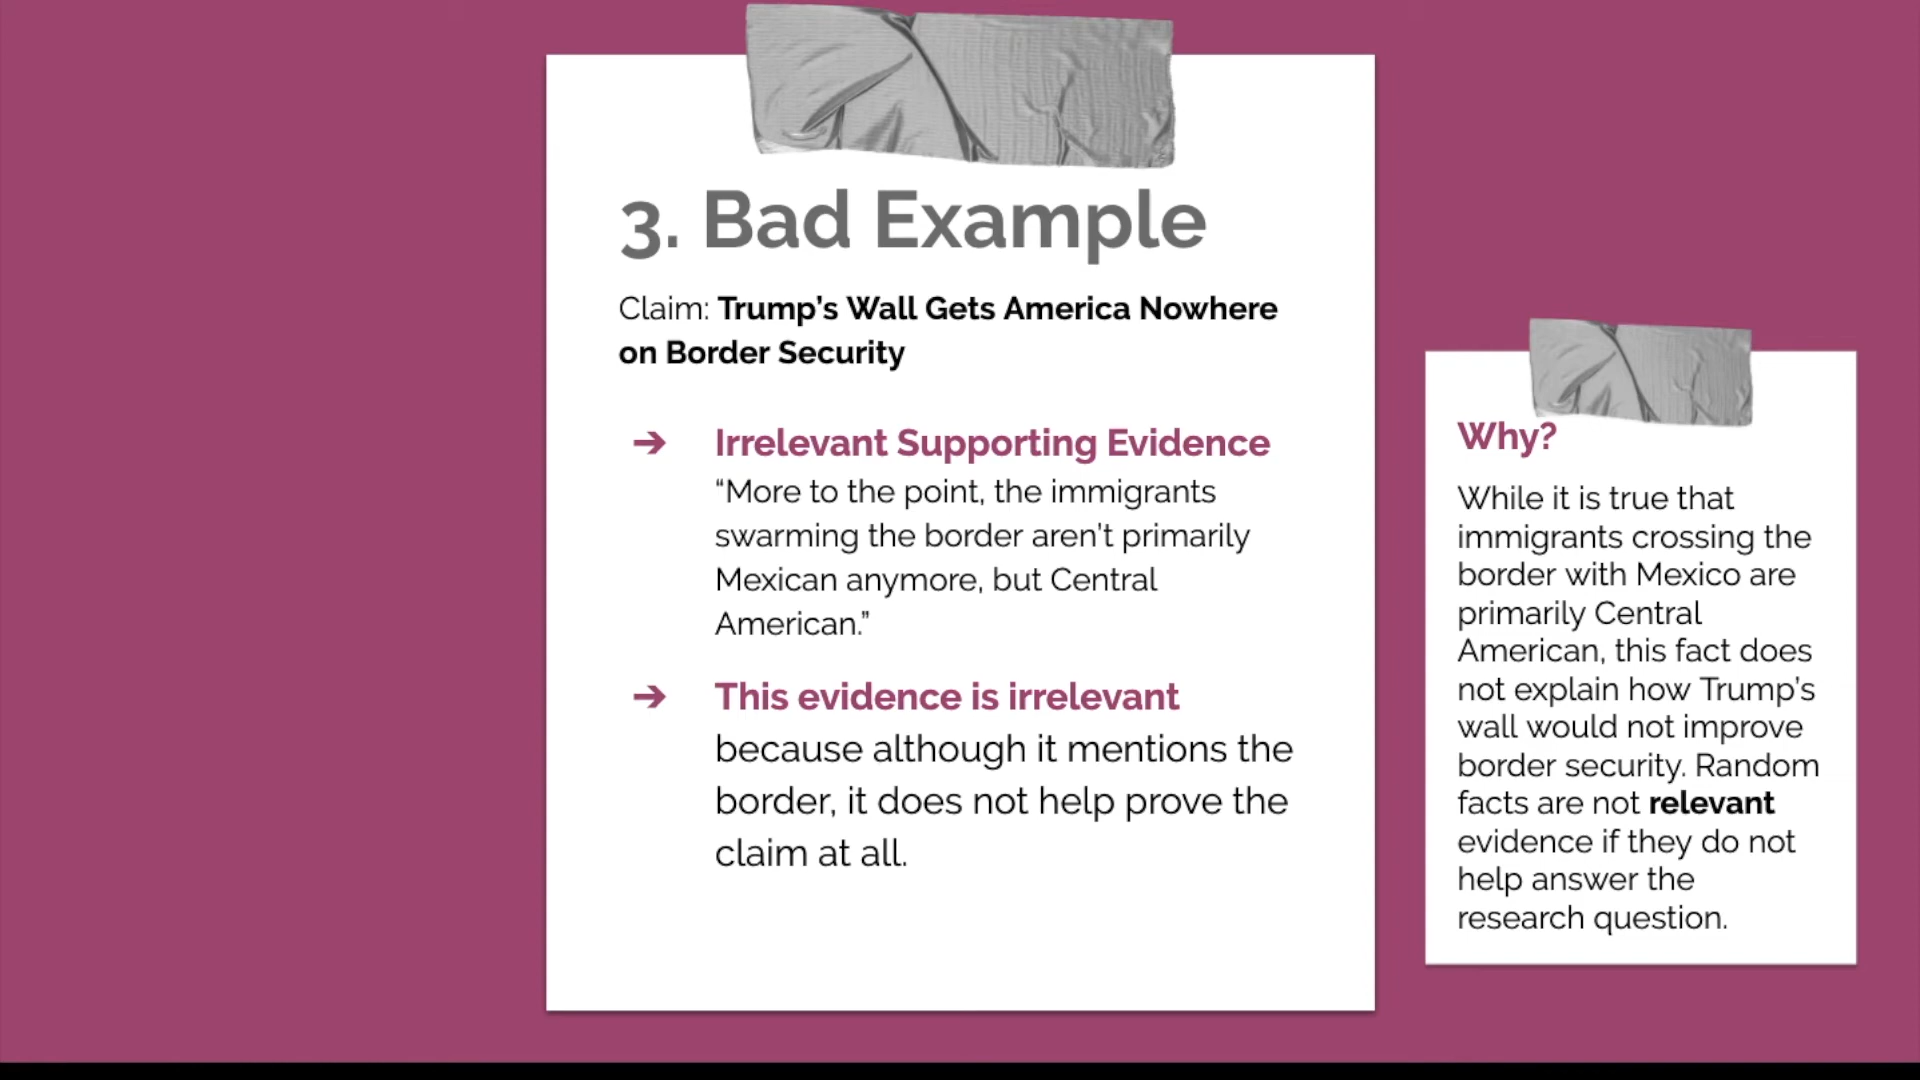 3. Bad Example
Claim: Trump's Wall Gets America Nowhere
on Border Security
➔ Irrelevant Supporting Evidence
“More to the point, the immigrants
swarming the border aren't primarily
Mexican anymore, but Central
American.”
➔ This evidence is irrelevant
because although it mentions the
border, it does not help prove the
claim at all.
Why?
While it is true that
immigrants crossing the
border with Mexico are
primarily Central
American, this fact does
not explain how Trump's
wall would not improve
border security. Random
facts are not relevant
evidence if they do not
help answer the
research question.